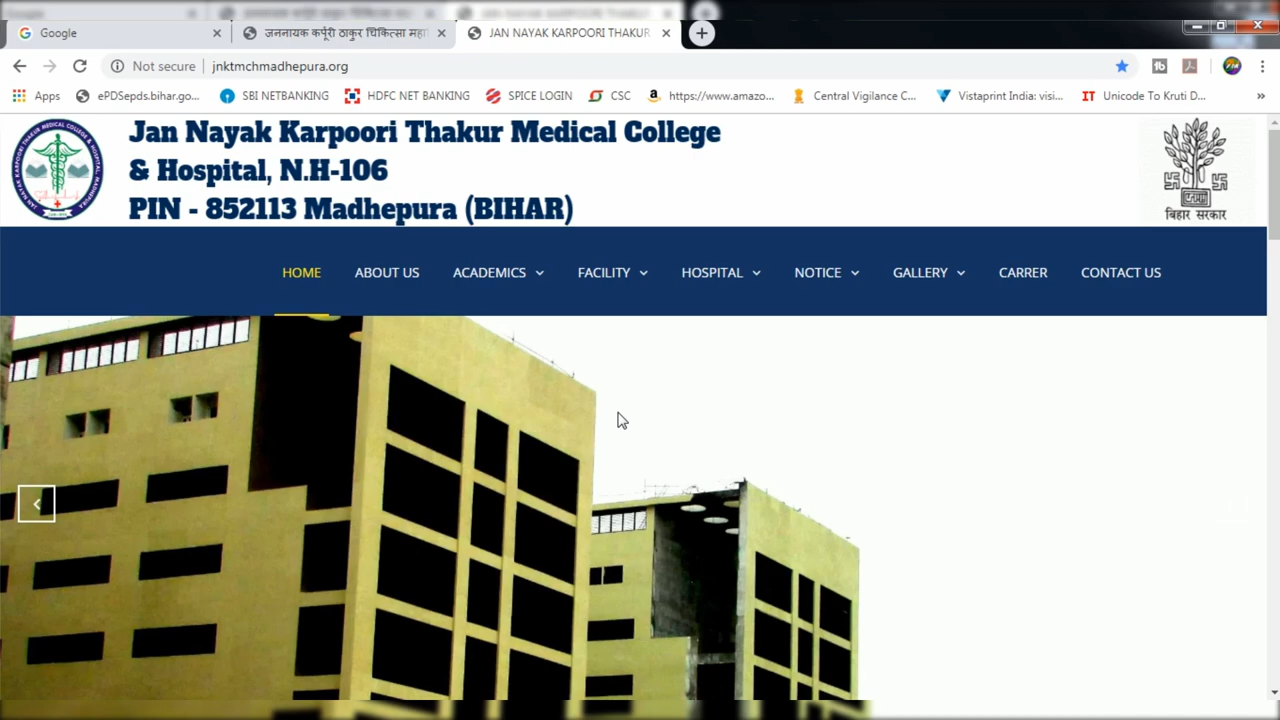 Google
जननायक कर्पूरी ठाकुर चिकित्सा महा
JAN NAYAK KARPOORI THAKUR
Not secure
jnktmchmadhepura.org
Apps
ePDSepds.bihar.go...
SBI NETBANKING
HDFC NET BANKING
SPICE LOGIN
CSC
https://www.amazo...
Central Vigilance C...
Vistaprint India: visi...
IT Unicode To Kruti D...
»
Jan Nayak Karpoori Thakur Medical College
& Hospital, N.H-106
PIN - 852113 Madhepura (BIHAR)
बिहार सरकार
HOME
ABOUT US
ACADEMICS
FACILITY
HOSPITAL
NOTICE
GALLERY
CARRER
CONTACT US